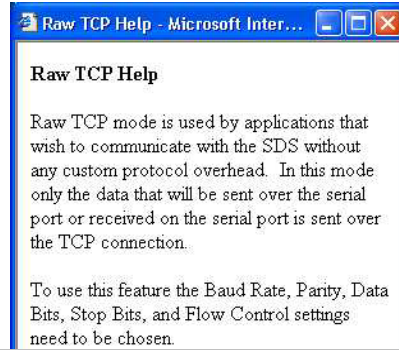 Raw TCP Help - Microsoft Inter...
Raw TCP Help
Raw TCP mode is used by applications that
wish to communicate with the SDS without
any custom protocol overhead. In this mode
only the data that will be sent over the serial
port or received on the serial port is sent over
the TCP connection.
To use this feature the Baud Rate, Parity, Data
Bits, Stop Bits, and Flow Control settings
need to be chosen.